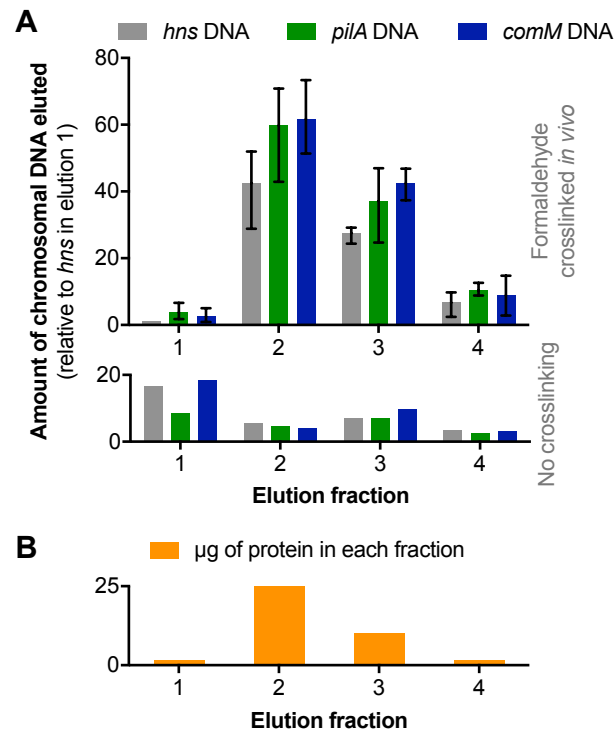 A
hns DNA pilA DNA comM DNA
Amount of chromosomal DNA eluted
(relative to hns in elution 1)
80
60
40
20
0
1 2 3 4
Formaldehyde
crosslinked in vivo
20
0
1 2 3 4
No crosslinking
Elution fraction
B
µg of protein in each fraction
25
0
1 2 3 4
Elution fraction